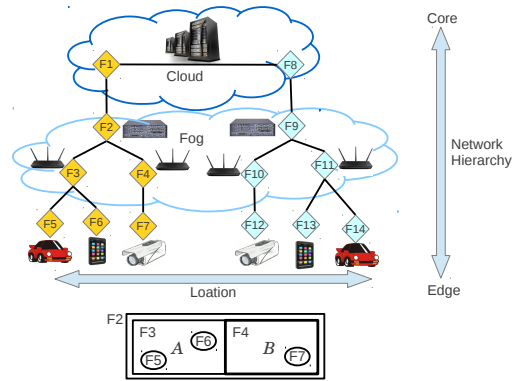 Core
F1
F8
Cloud
F2
Fog
F9
Network
Hierarchy
F3
F4
F10
F11
F5
F6
F7
F12
F13
F14
Loation
Edge
F2
F3
F6
F4
A
B
F5
F7